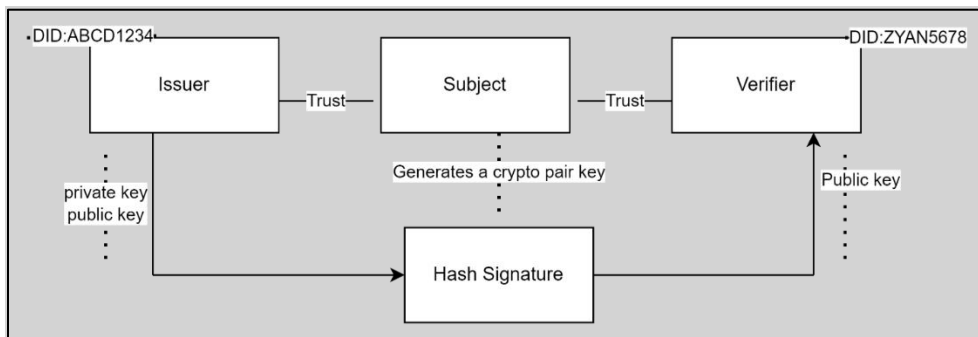 DID:ABCD1234
DID:ZYAN5678
Issuer
Subject
Verifier
Trust
Trust
Generates a crypto pair key
private key
public key
Public key
Hash Signature